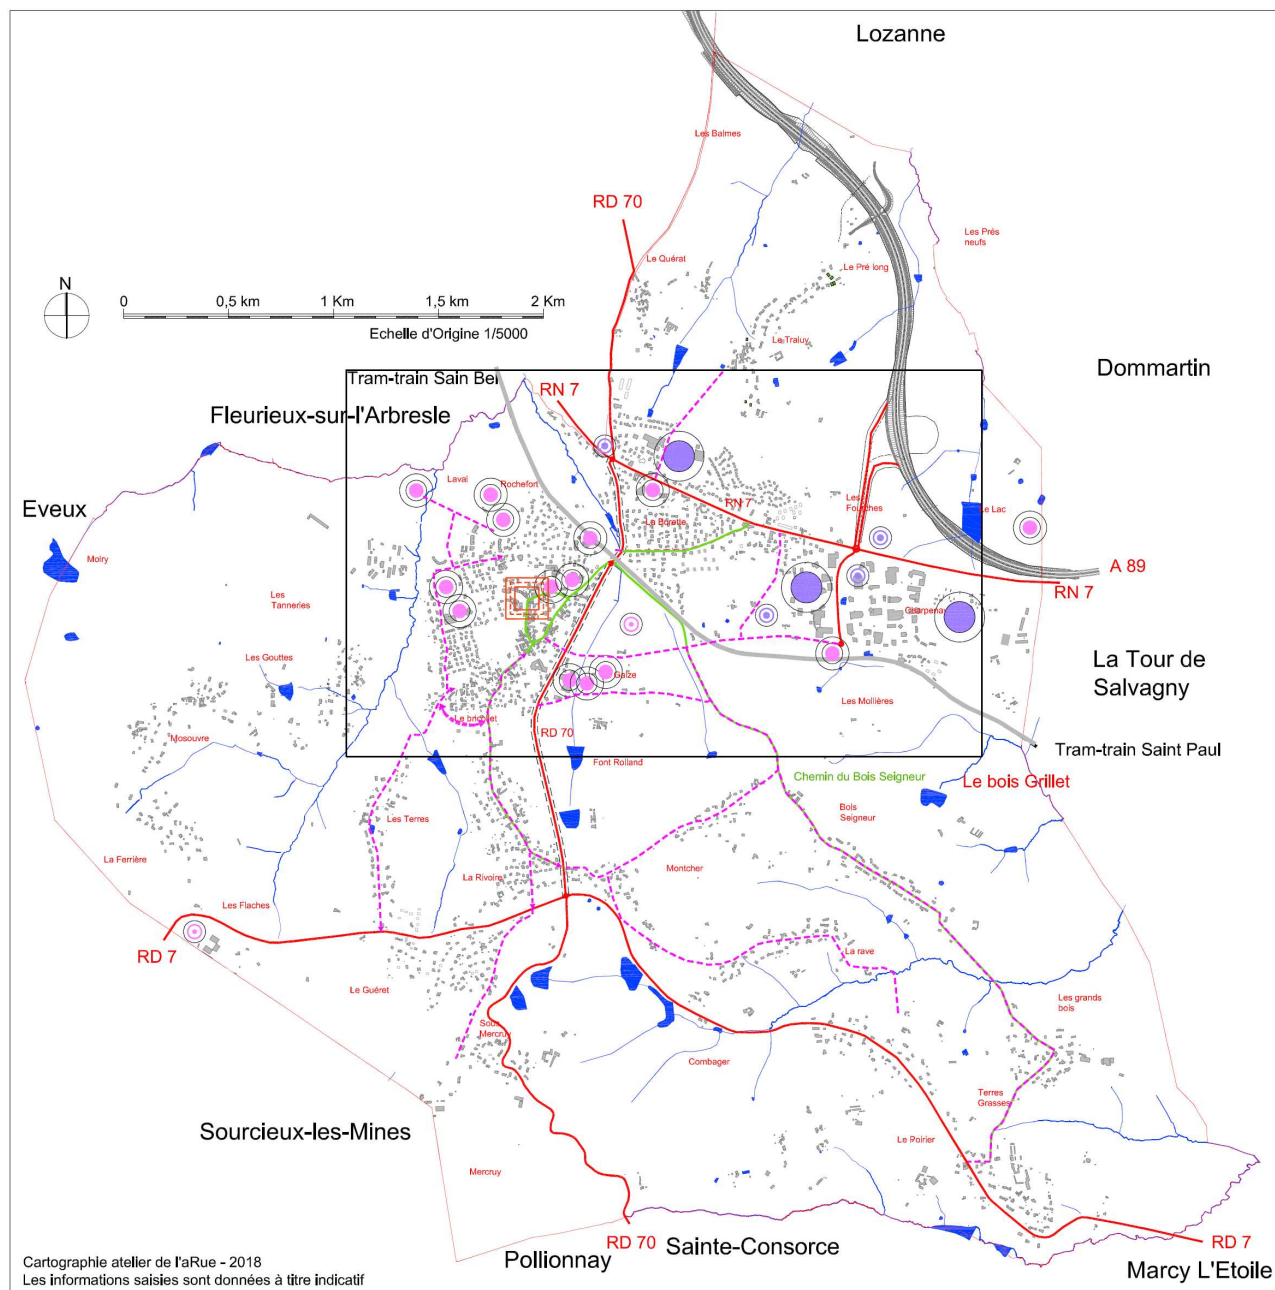 Lozanne
Les Balmes
RD 70
Les Prés
neufs
Le Quérat
Le Pré long
N
0
0,5 Km
1 Km
1,5 Km
2 Km
Echelle d'Origine 1/5000
Le Traluy
Dommartin
Tram-train Sain Bel
RN 7
Fleurieux-sur-l'Arbresle
Laval
Rochefort
Eveux
La Borette
RN 7
Les
Fourches
Le Lac
Moiry
A 89
RN 7
Les
Tanneries
Charpenay
Les Gouttes
La Tour de
Salvagny
Galze
Les Mollières
Le bricollet
Mosouvre
RD 70
Tram-train Saint Paul
Font Rolland
Chemin du Bois Seigneur
Le bois Grillet
Bois
Seigneur
Les Terres
La Ferrière
Montcher
La Rivoire
Les Flaches
RD 7
La rave
Le Guéret
Les grands
bois
Sous
Mercruy
Combager
Terres
Grasses
Sourcieux-les-Mines
Le Poirier
Mercruy
RD 70
Sainte-Consorce
RD 7
Pollionnay
Marcy L'Etoile
Cartographie atelier de l'aRue - 2018
Les informations saisies sont données à titre indicatif